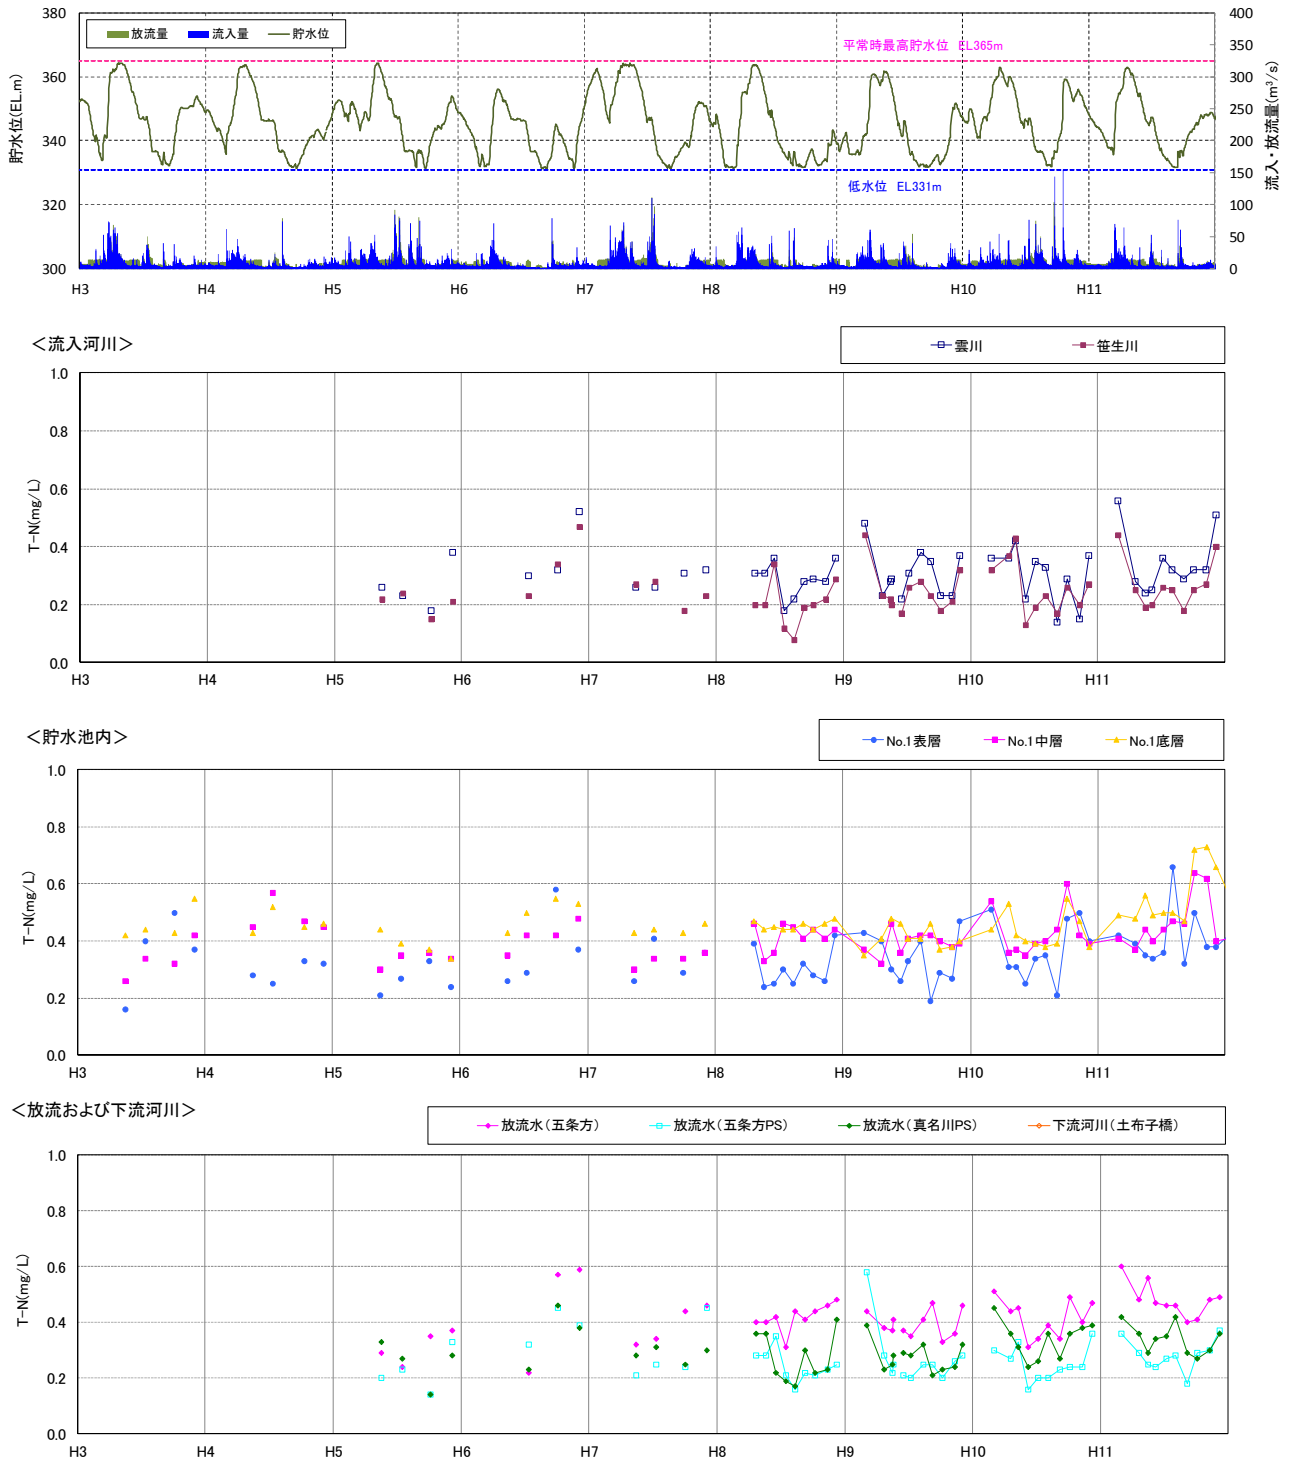 380
360
340
320
300
貯水位(EL.m)
放流量 流入量 貯水位
平常時最高貯水位 EL365m
低水位 EL331m
400
350
300
250
200
150
100
50
0
流入・放流量(m³/s)
H3 H4 H5 H6 H7 H8 H9 H10 H11
＜流入河川＞
雲川 笹生川
1.0
0.8
0.6
0.4
0.2
0.0
T-N(mg/L)
H3 H4 H5 H6 H7 H8 H9 H10 H11
＜貯水池内＞
No.1表層 No.1中層 No.1底層
1.0
0.8
0.6
0.4
0.2
0.0
T-N(mg/L)
H3 H4 H5 H6 H7 H8 H9 H10 H11
＜放流および下流河川＞
放流水（五条方） 放流水（五条方PS） 放流水（真名川PS） 下流河川（土布子橋）
1.0
0.8
0.6
0.4
0.2
0.0
T-N(mg/L)
H3 H4 H5 H6 H7 H8 H9 H10 H11